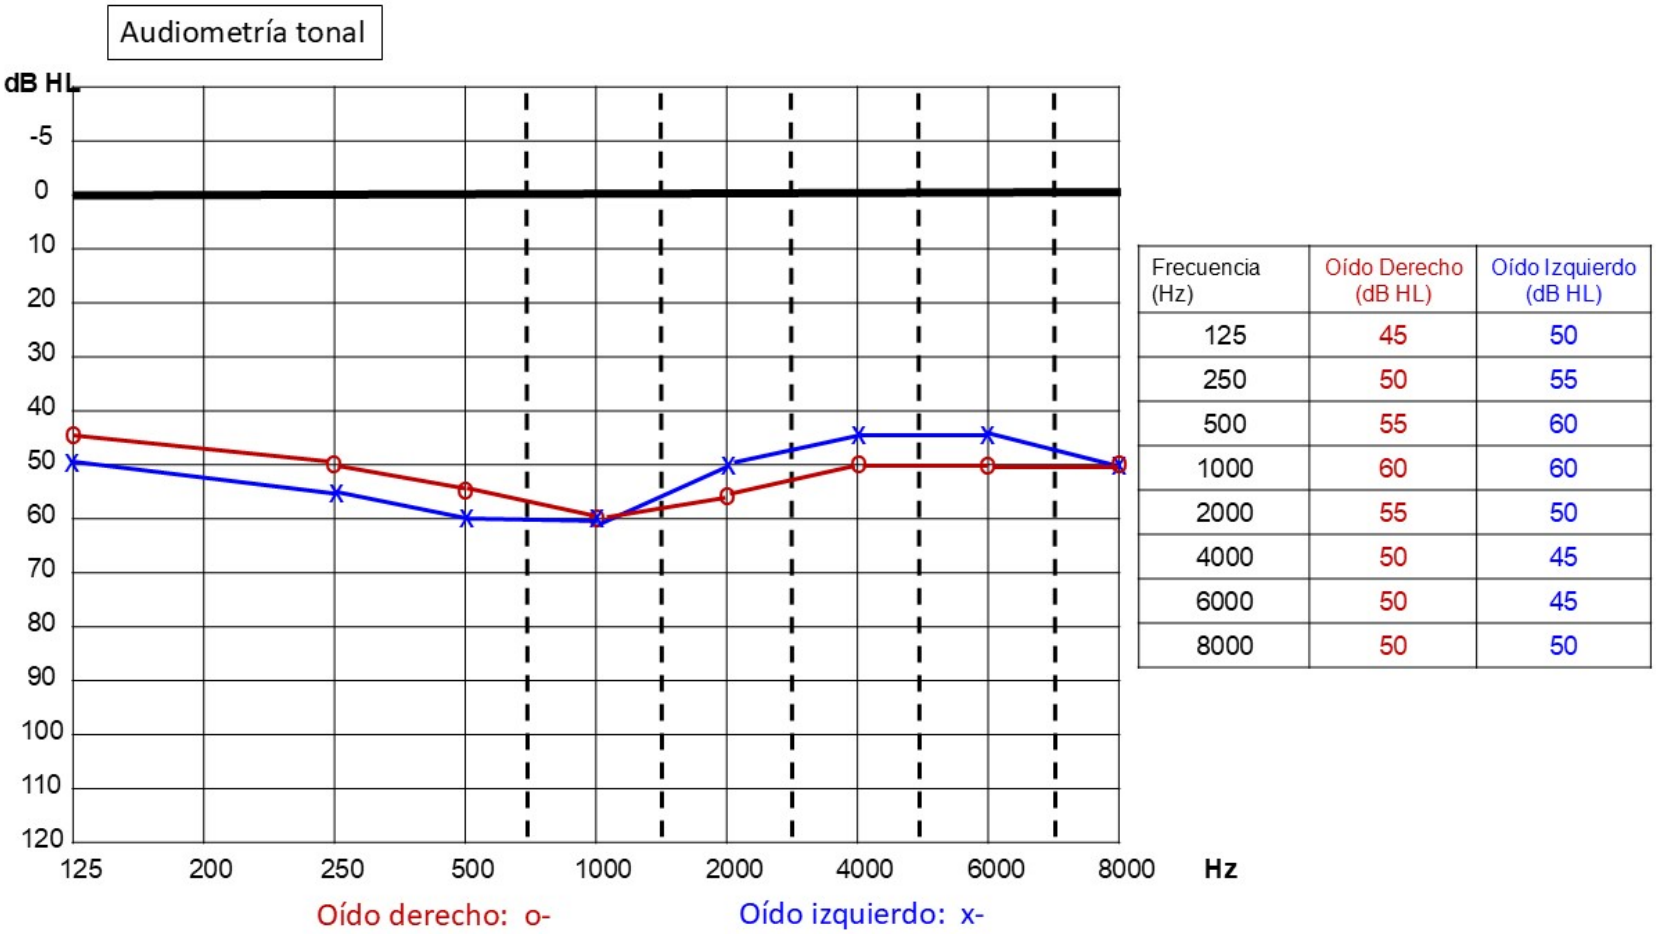 Audiometría tonal
dB HL
-5
0
10
20
30
40
50
60
70
80
90
100
110
120
125 200 250 500 1000 2000 4000 6000 8000 Hz
Oído derecho: o- Oído izquierdo: x-
Frecuencia (Hz) Oído Derecho (dB HL) Oído Izquierdo (dB HL)
125 45 50
250 50 55
500 55 60
1000 60 60
2000 55 50
4000 50 45
6000 50 45
8000 50 50